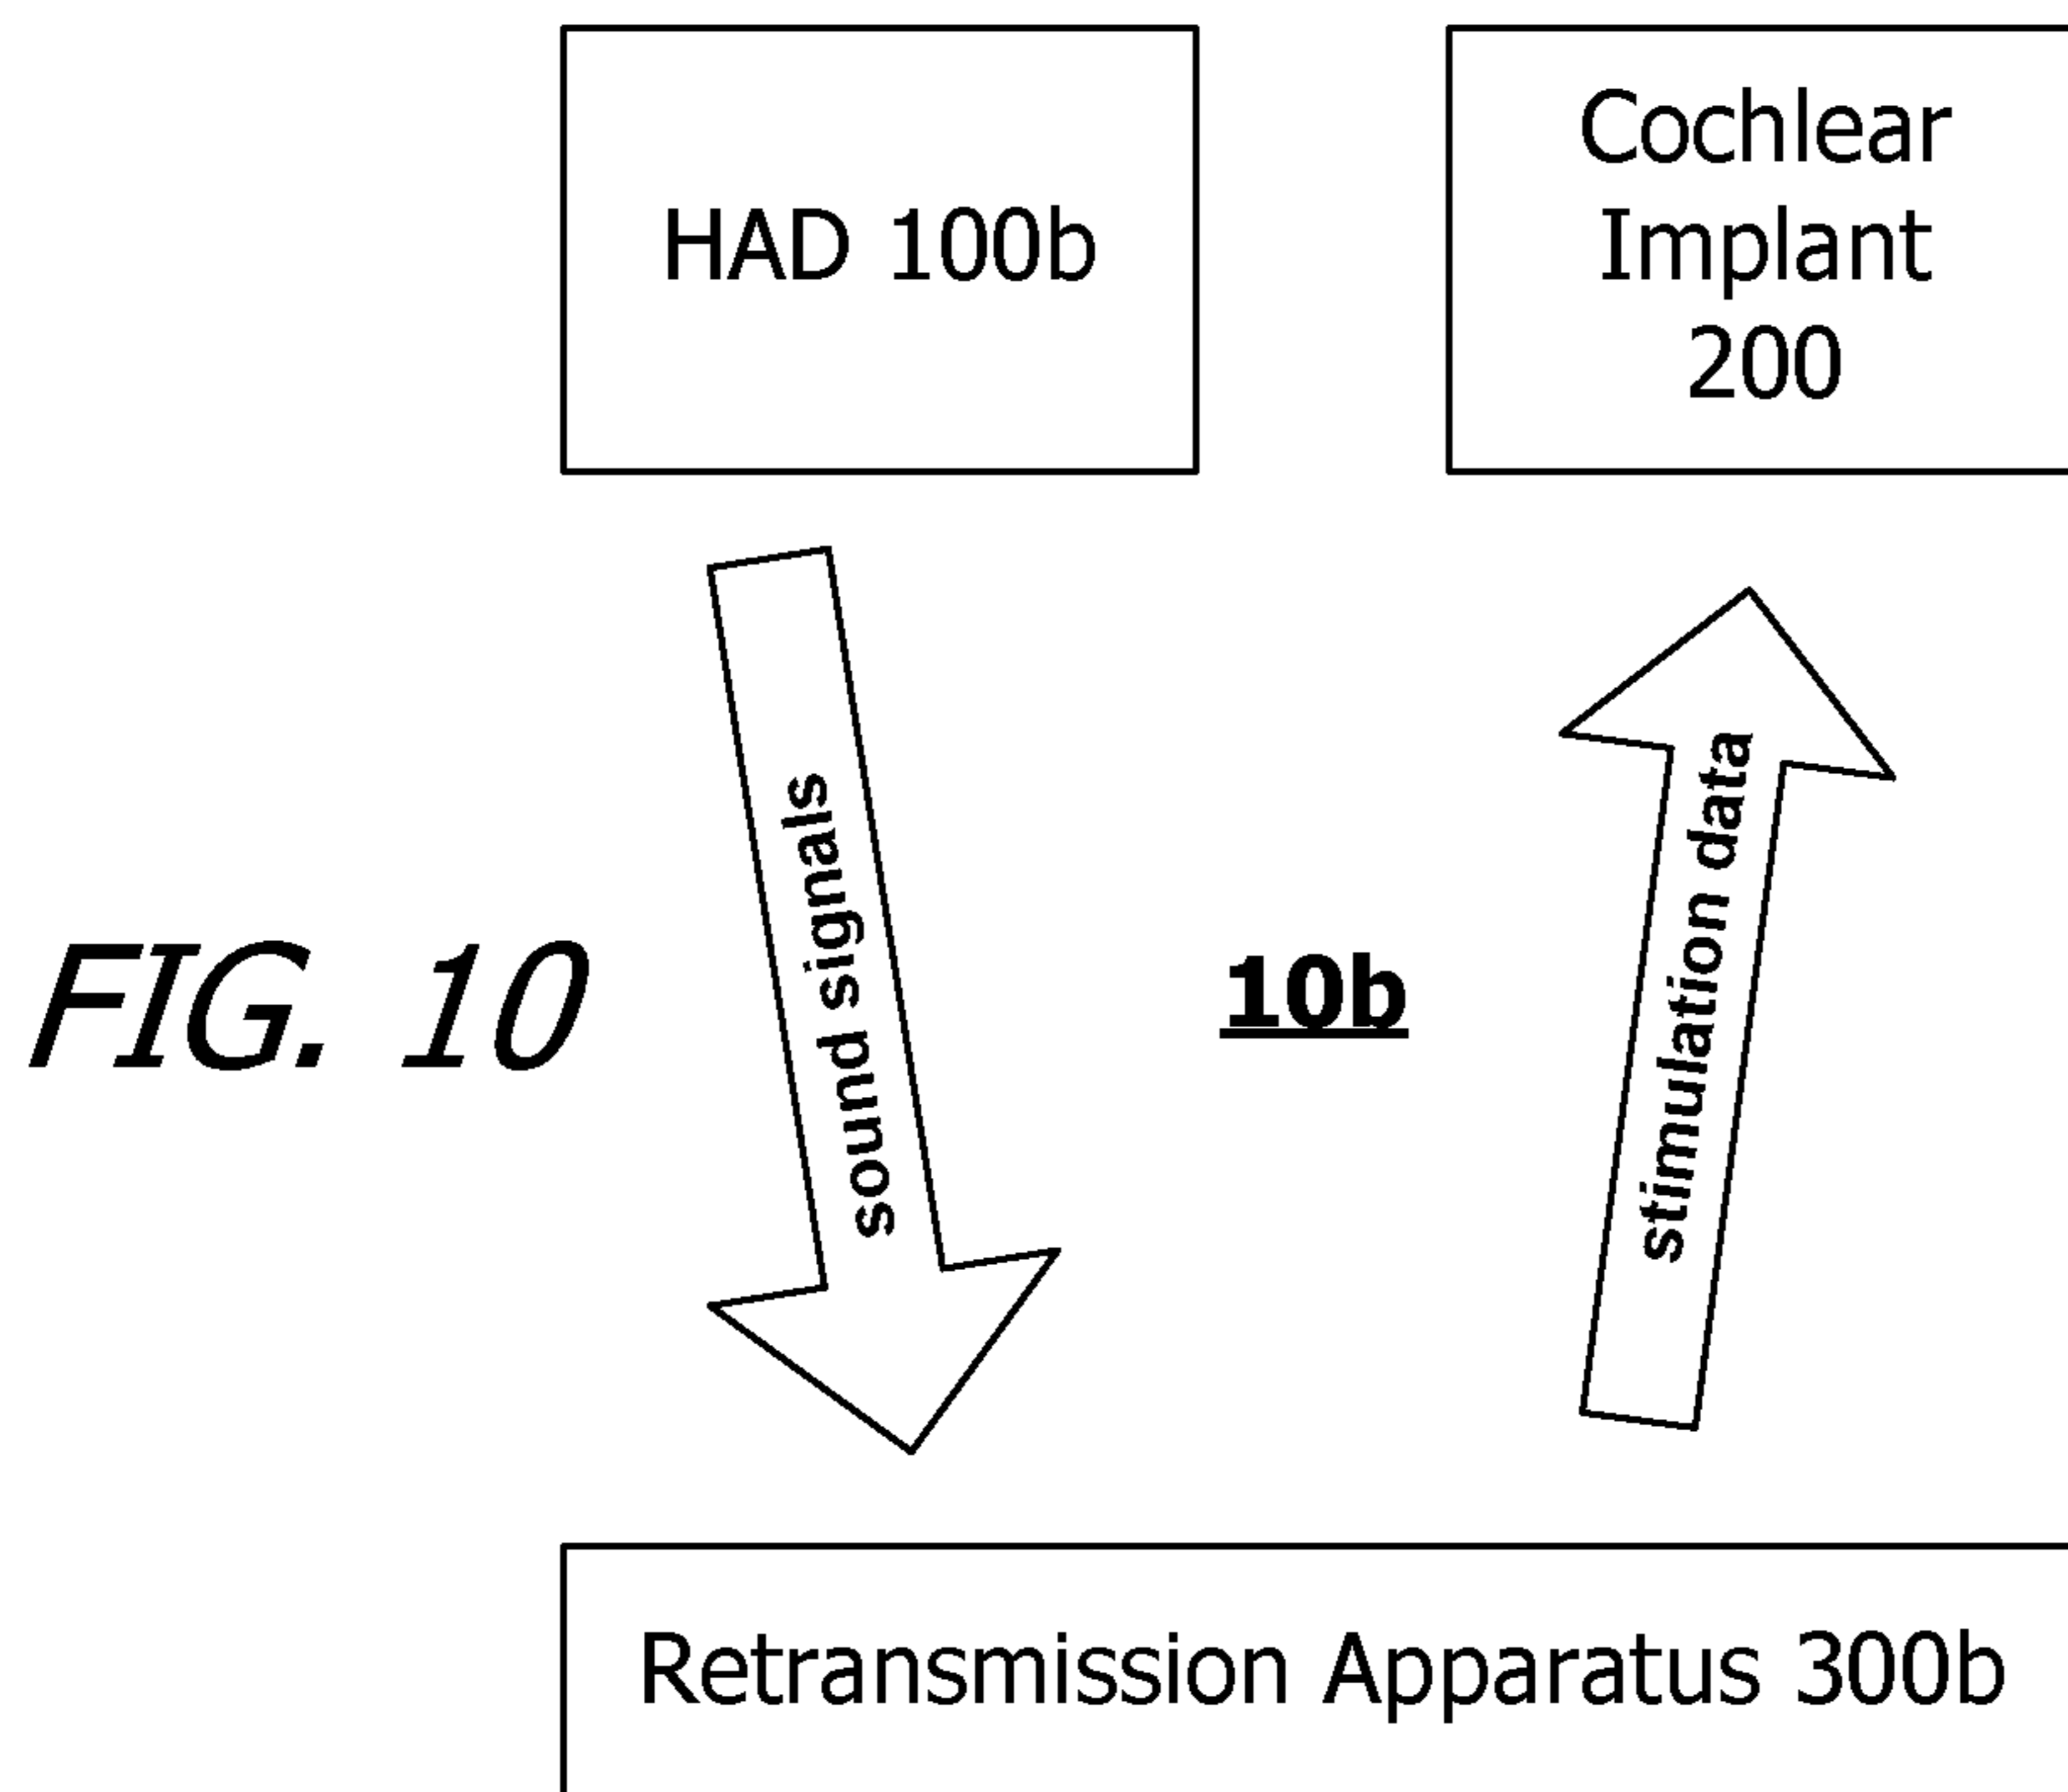 HAD 100b
Cochlear
Implant
200
sound signals
stimulation data
FIG. 10
10b
Retransmission Apparatus 300b